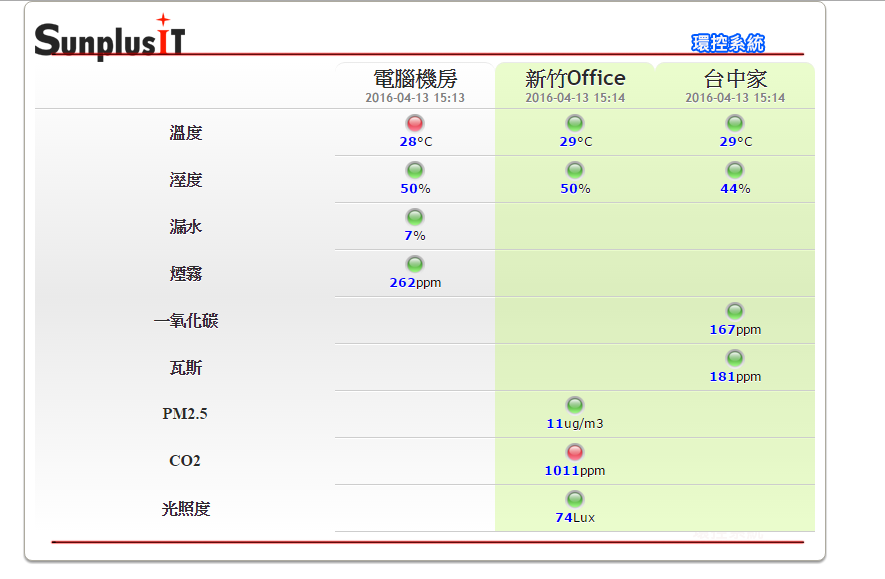 SunplusIT
環控系統
電腦機房 新竹Office 台中家
2016-04-13 15:13 2016-04-13 15:14 2016-04-13 15:14
溫度
28°C 29°C 29°C
溼度
50% 50% 44%
漏水
7%
煙霧
262ppm
一氧化碳
167ppm
瓦斯
181ppm
PM2.5
11ug/m3
CO2
1011ppm
光照度
74Lux